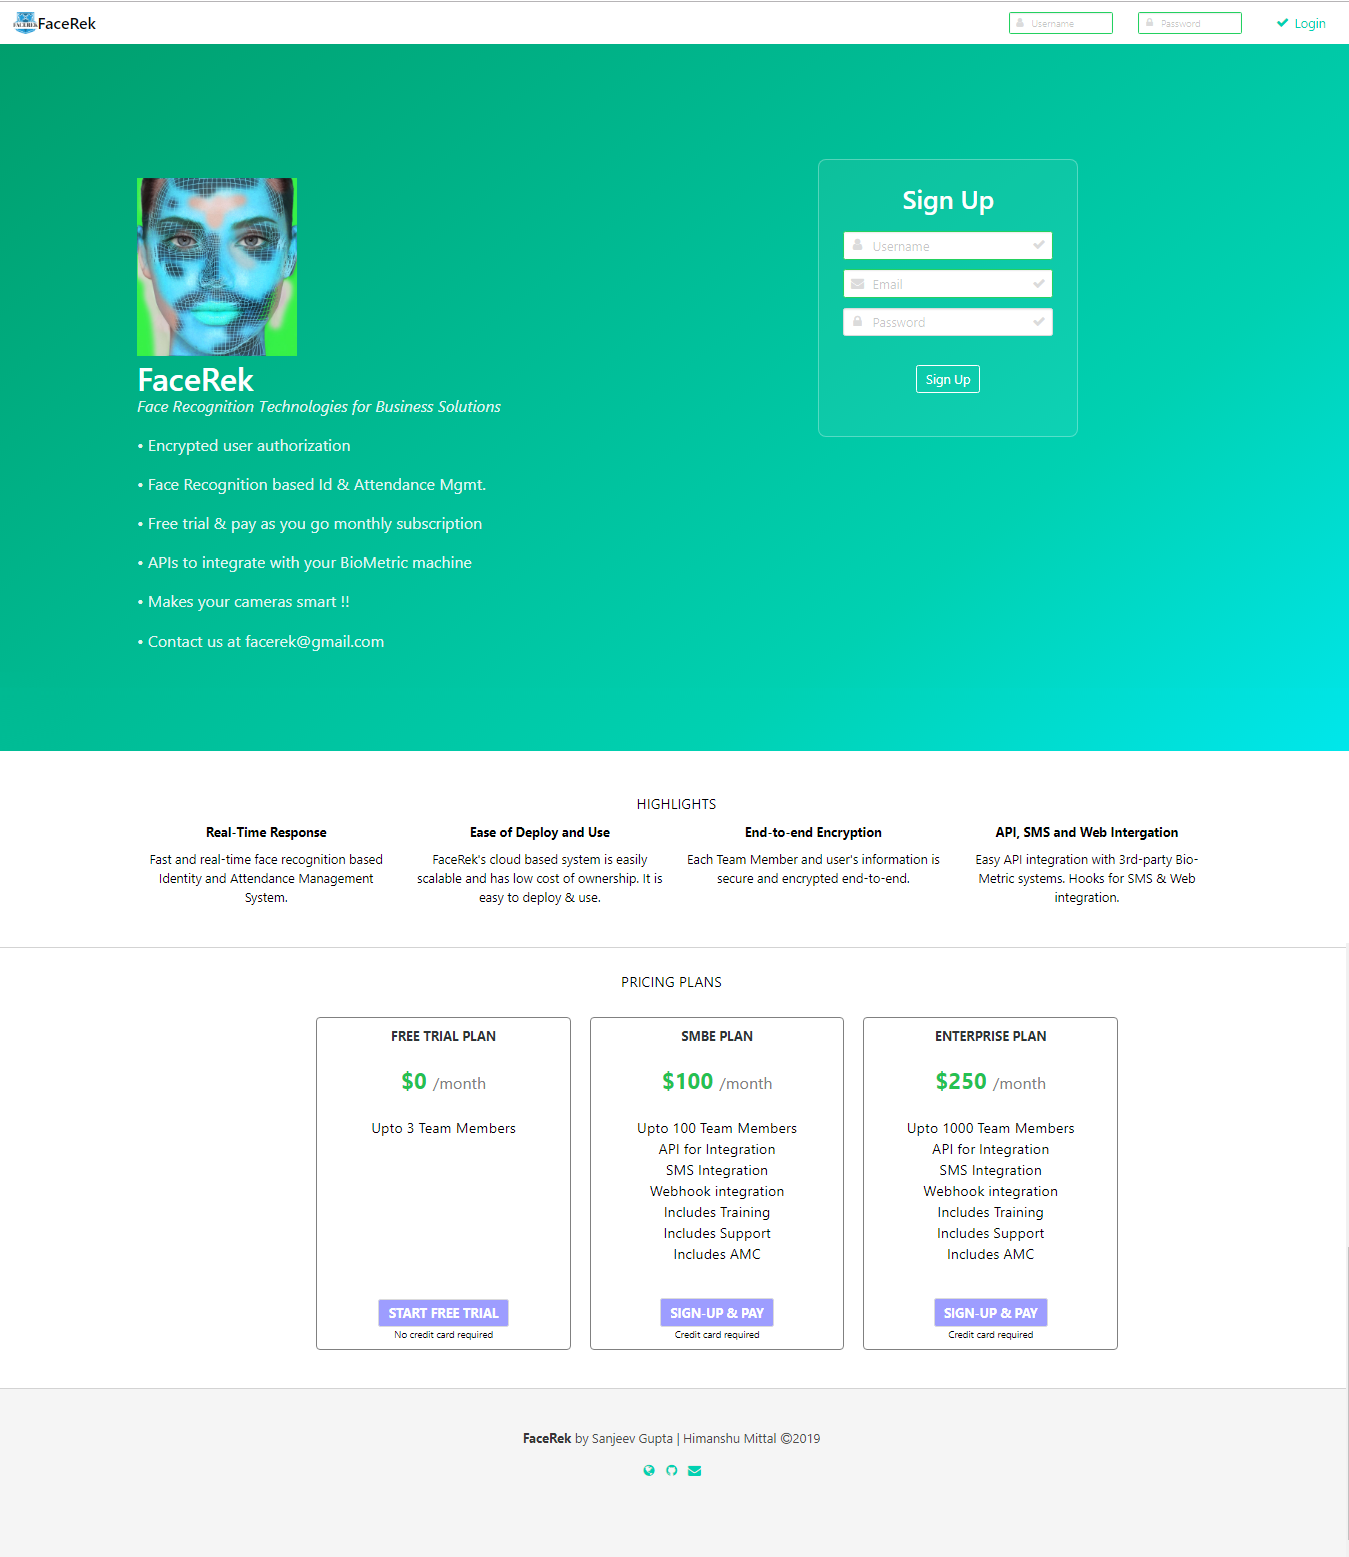 FaceRek
Username
Password
Login
Sign Up
Username
Email
Password
Sign Up
FaceRek
Face Recognition Technologies for Business Solutions
• Encrypted user authorization
• Face Recognition based Id & Attendance Mgmt.
• Free trial & pay as you go monthly subscription
• APIs to integrate with your BioMetric machine
• Makes your cameras smart !!
• Contact us at facerek@gmail.com
HIGHLIGHTS
Real-Time Response
Fast and real-time face recognition based
Identity and Attendance Management
System.
Ease of Deploy and Use
FaceRek's cloud based system is easily
scalable and has low cost of ownership. It is
easy to deploy & use.
End-to-end Encryption
Each Team Member and user's information is
secure and encrypted end-to-end.
API, SMS and Web Intergation
Easy API integration with 3rd-party Bio-
Metric systems. Hooks for SMS & Web
integration.
PRICING PLANS
FREE TRIAL PLAN
$0 /month
Upto 3 Team Members
START FREE TRIAL
No credit card required
SMBE PLAN
$100 /month
Upto 100 Team Members
API for Integration
SMS Integration
Webhook integration
Includes Training
Includes Support
Includes AMC
SIGN-UP & PAY
Credit card required
ENTERPRISE PLAN
$250 /month
Upto 1000 Team Members
API for Integration
SMS Integration
Webhook integration
Includes Training
Includes Support
Includes AMC
SIGN-UP & PAY
Credit card required
FaceRek by Sanjeev Gupta | Himanshu Mittal ©2019